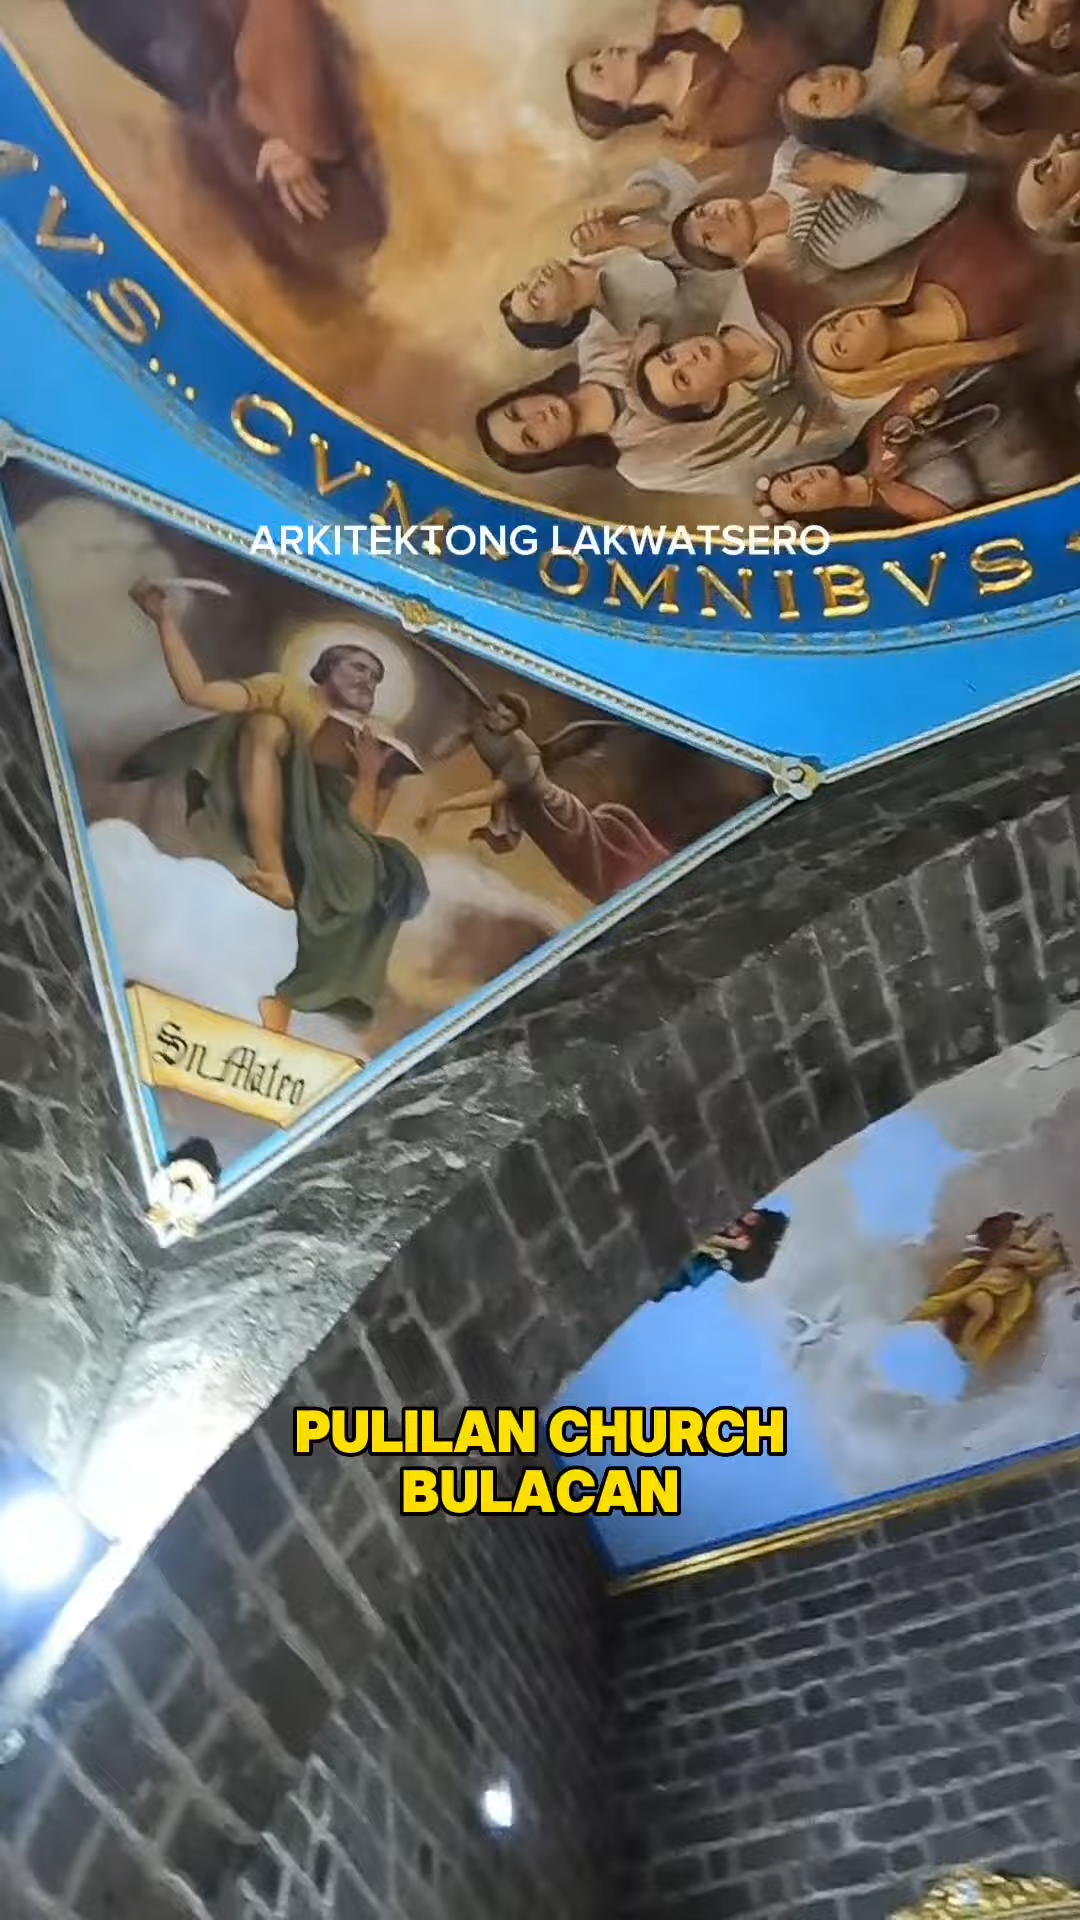 VS... CVM OMNIBVS
ARKITEKTONG LAKWATSERO
Sn Mateo
PULILAN CHURCH
BULACAN